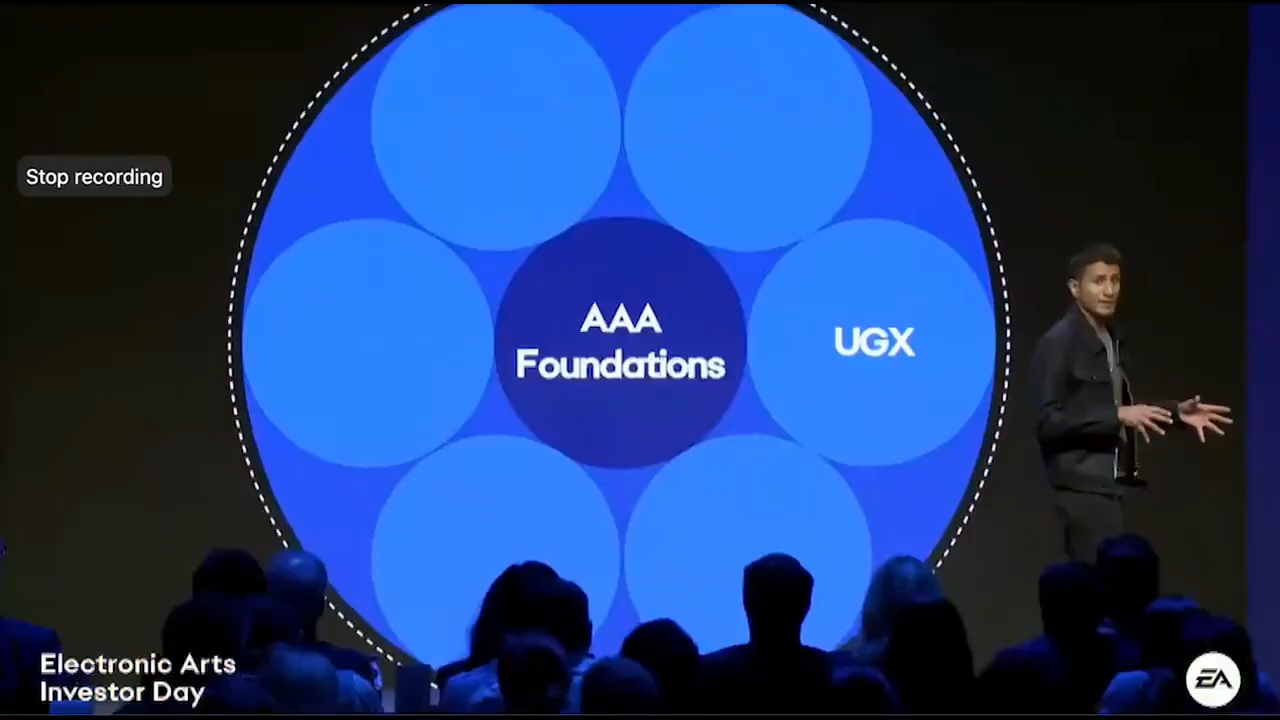 Stop recording
AAA
Foundations
UGX
Electronic Arts
Investor Day
EA